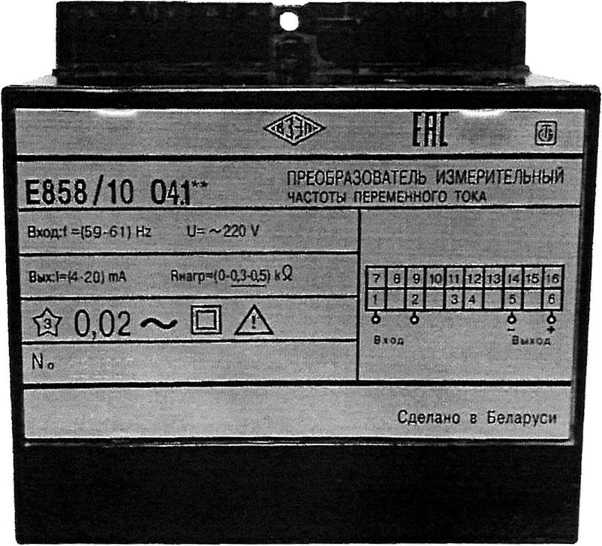 ВЗЭП
EAC
E858/10 04.1**
ПРЕОБРАЗОВАТЕЛЬ ИЗМЕРИТЕЛЬНЫЙ
ЧАСТОТЫ ПЕРЕМЕННОГО ТОКА
Вход:f =(59-61) Hz U= ~220 V
Вых:I=(4-20) mA Rнагр=(0-0,3-0,5) kΩ
7 8 9 10 11 12 13 14 15 16
1 2 3 4 5 6
- +
Вход Выход
3 0,02 ~
No
Сделано в Беларуси